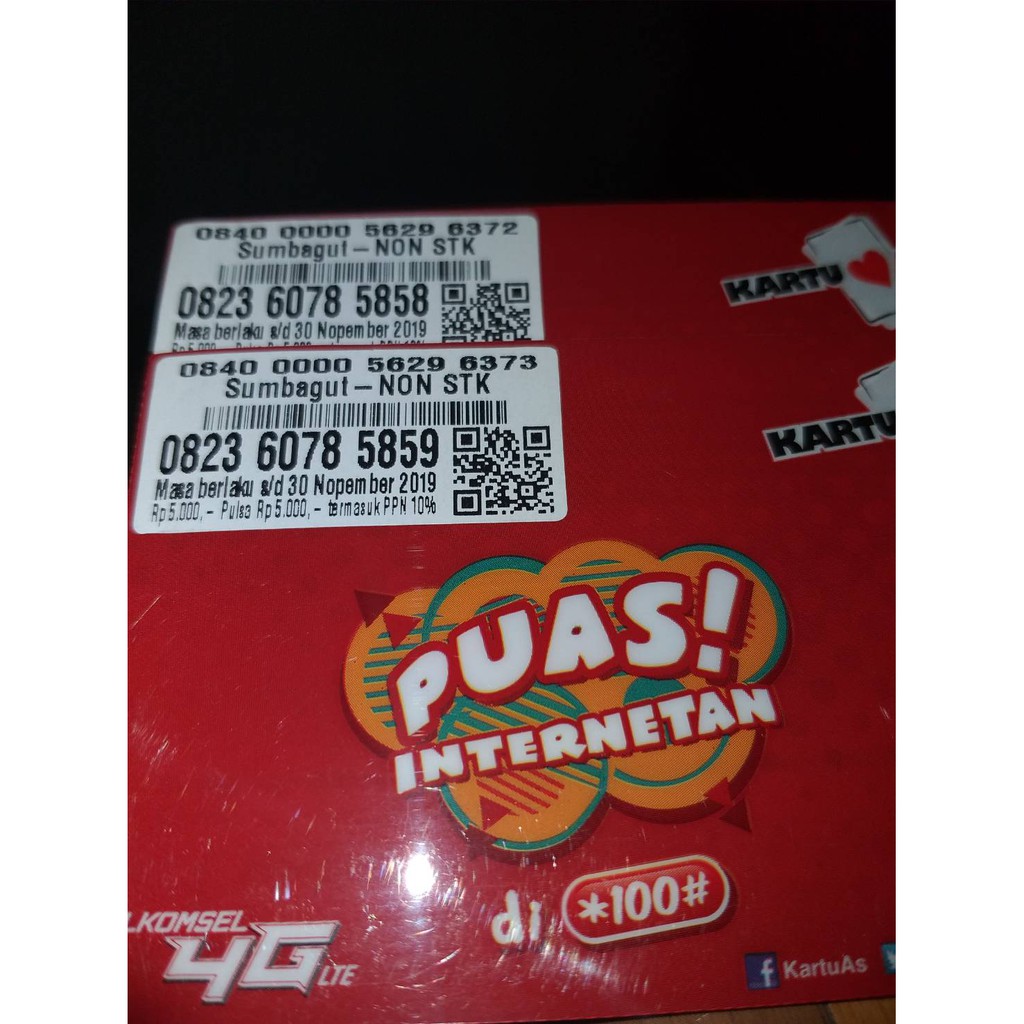 0840 0000 5629 6372
Sumbagut – NON STK
0823 6078 5858
Masa berlaku s/d 30 Nopember 2019
KARTU
0840 0000 5629 6373
Sumbagut – NON STK
0823 6078 5859
Masa berlaku s/d 30 Nopember 2019
Rp 5.000, – Pulsa Rp 5.000, – termasuk PPN 10%
KARTU
PUAS!
INTERNETAN
di *100#
LKOMSEL
4G LTE
f KartuAs